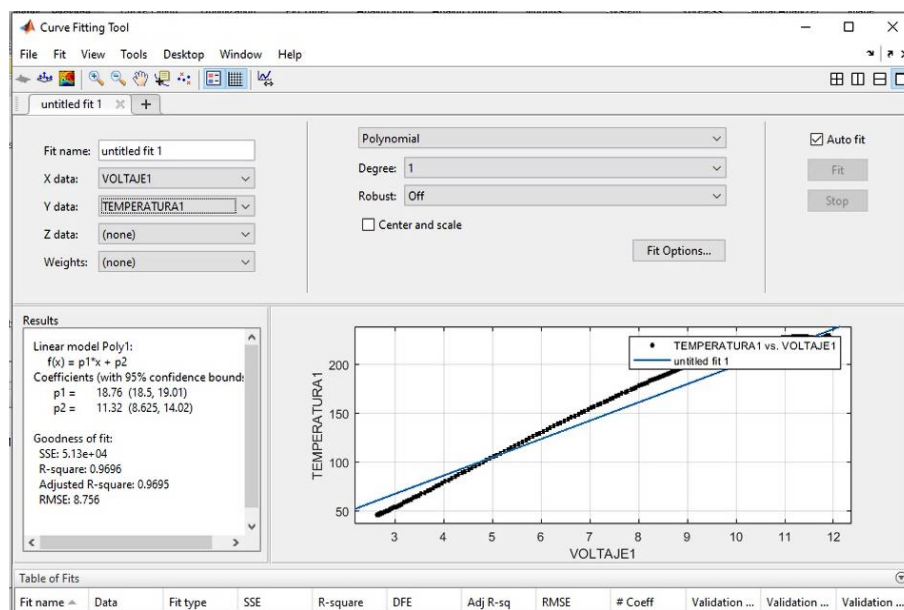 Curve Fitting Tool
File Fit View Tools Desktop Window Help
untitled fit 1
Fit name: untitled fit 1
X data: VOLTAJE1
Y data: TEMPERATURA1
Z data: (none)
Weights: (none)
Polynomial
Degree: 1
Robust: Off
Center and scale
Fit Options...
Auto fit
Fit
Stop
Results
Linear model Poly1:
f(x) = p1*x + p2
Coefficients (with 95% confidence bound
p1 = 18.76 (18.5, 19.01)
p2 = 11.32 (8.625, 14.02)
Goodness of fit:
SSE: 5.13e+04
R-square: 0.9696
Adjusted R-square: 0.9695
RMSE: 8.756
TEMPERATURA1 vs. VOLTAJE1
untitled fit 1
TEMPERATURA1
200
150
100
50
3 4 5 6 7 8 9 10 11 12
VOLTAJE1
Table of Fits
Fit name Data Fit type SSE R-square DFE Adj R-sq RMSE # Coeff Validation ... Validation ... Validation ...